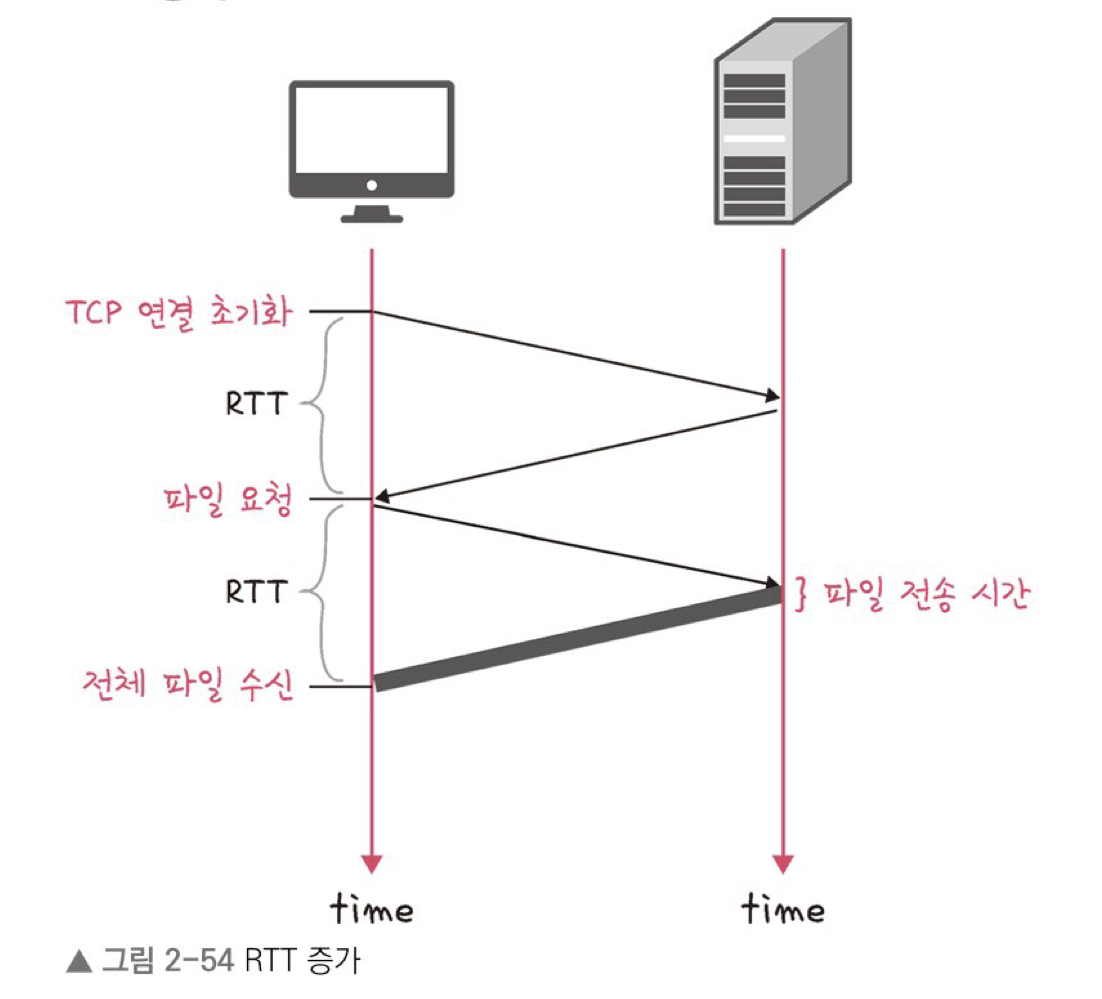 TCP 연결 초기화
RTT
파일 요청
RTT
} 파일 전송 시간
전체 파일 수신
time
time
▲ 그림 2-54 RTT 증가